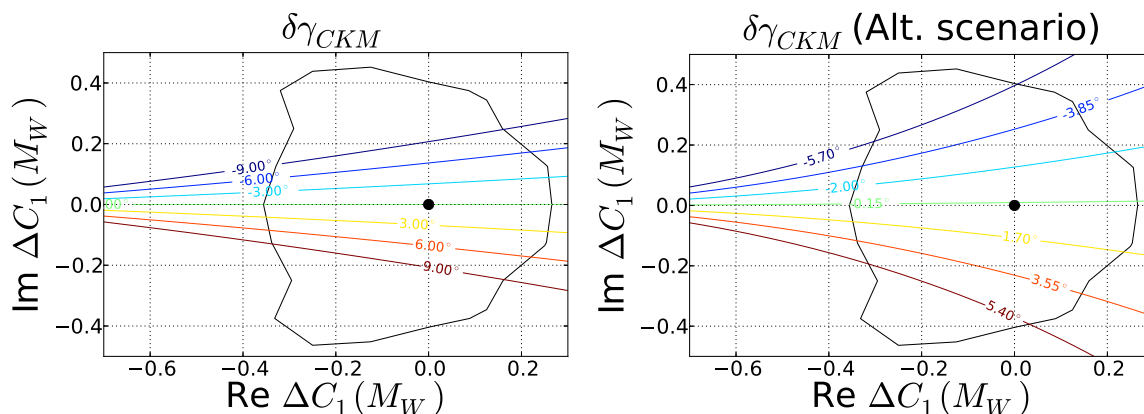 δγ_CKM
Im ΔC₁(M_W)
0.4
0.2
0.0
−0.2
−0.4
-9.00°
-6.00°
-3.00°
3.00°
6.00°
9.00°
−0.6 −0.4 −0.2 0.0 0.2
Re ΔC₁(M_W)
δγ_CKM (Alt. scenario)
Im ΔC₁(M_W)
0.4
0.2
0.0
−0.2
−0.4
-5.70°
-3.85°
-2.00°
-0.15°
1.70°
3.55°
5.40°
−0.6 −0.4 −0.2 0.0 0.2
Re ΔC₁(M_W)